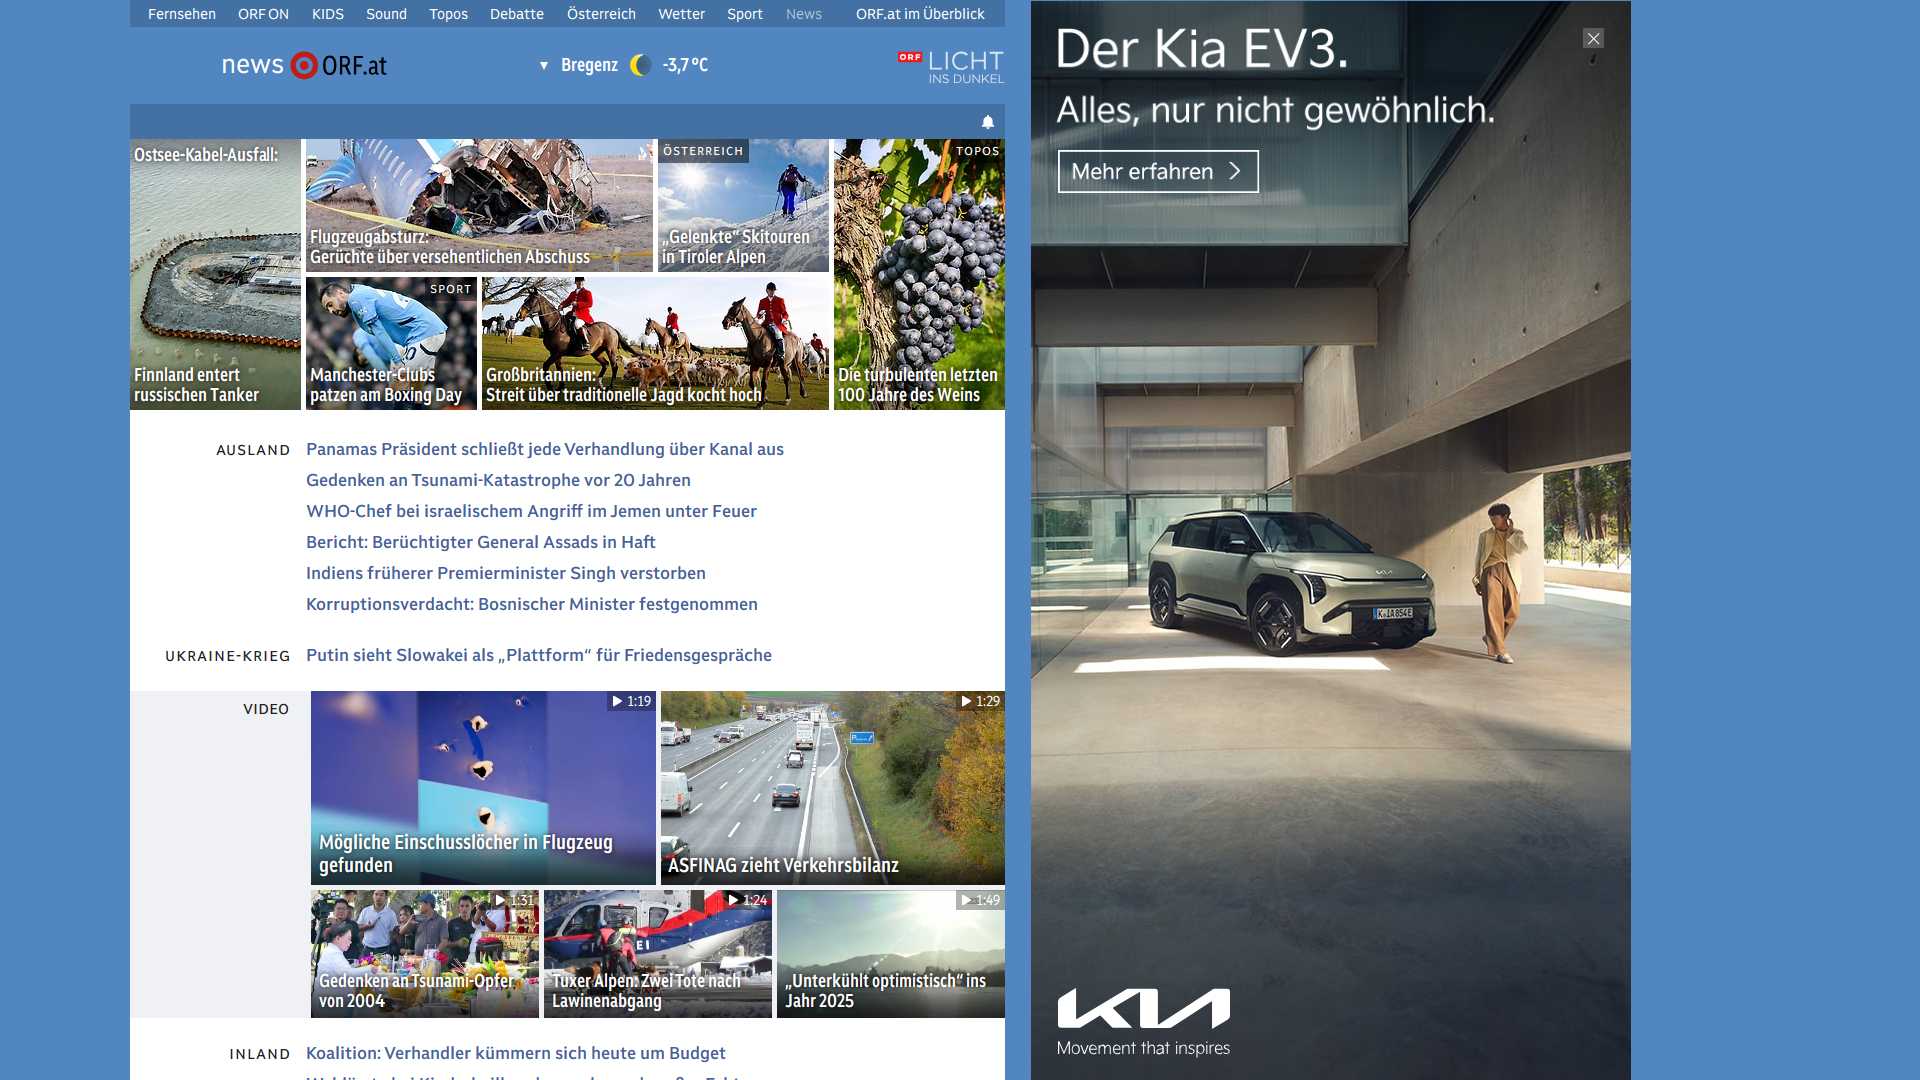 Fernsehen ORF ON KIDS Sound Topos Debatte Österreich Wetter Sport News ORF.at im Überblick
news ORF.at
Bregenz -3,7 °C
ORF LICHT
INS DUNKEL
Ostsee-Kabel-Ausfall:
Finnland entert
russischen Tanker
Flugzeugabsturz:
Gerüchte über versehentlichen Abschuss
ÖSTERREICH
„Gelenkte“ Skitouren
in Tiroler Alpen
TOPOS
Die turbulenten letzten
100 Jahre des Weins
SPORT
Manchester-Clubs
patzen am Boxing Day
Großbritannien:
Streit über traditionelle Jagd kocht hoch
AUSLAND
Panamas Präsident schließt jede Verhandlung über Kanal aus
Gedenken an Tsunami-Katastrophe vor 20 Jahren
WHO-Chef bei israelischem Angriff im Jemen unter Feuer
Bericht: Berüchtigter General Assads in Haft
Indiens früherer Premierminister Singh verstorben
Korruptionsverdacht: Bosnischer Minister festgenommen
UKRAINE-KRIEG
Putin sieht Slowakei als „Plattform“ für Friedensgespräche
VIDEO
1:19
Mögliche Einschusslöcher in Flugzeug
gefunden
1:29
ASFINAG zieht Verkehrsbilanz
1:31
Gedenken an Tsunami-Opfer
von 2004
1:24
Tuxer Alpen: Zwei Tote nach
Lawinenabgang
1:49
„Unterkühlt optimistisch“ ins
Jahr 2025
INLAND
Koalition: Verhandler kümmern sich heute um Budget
Der Kia EV3.
Alles, nur nicht gewöhnlich.
Mehr erfahren
KIA
Movement that inspires